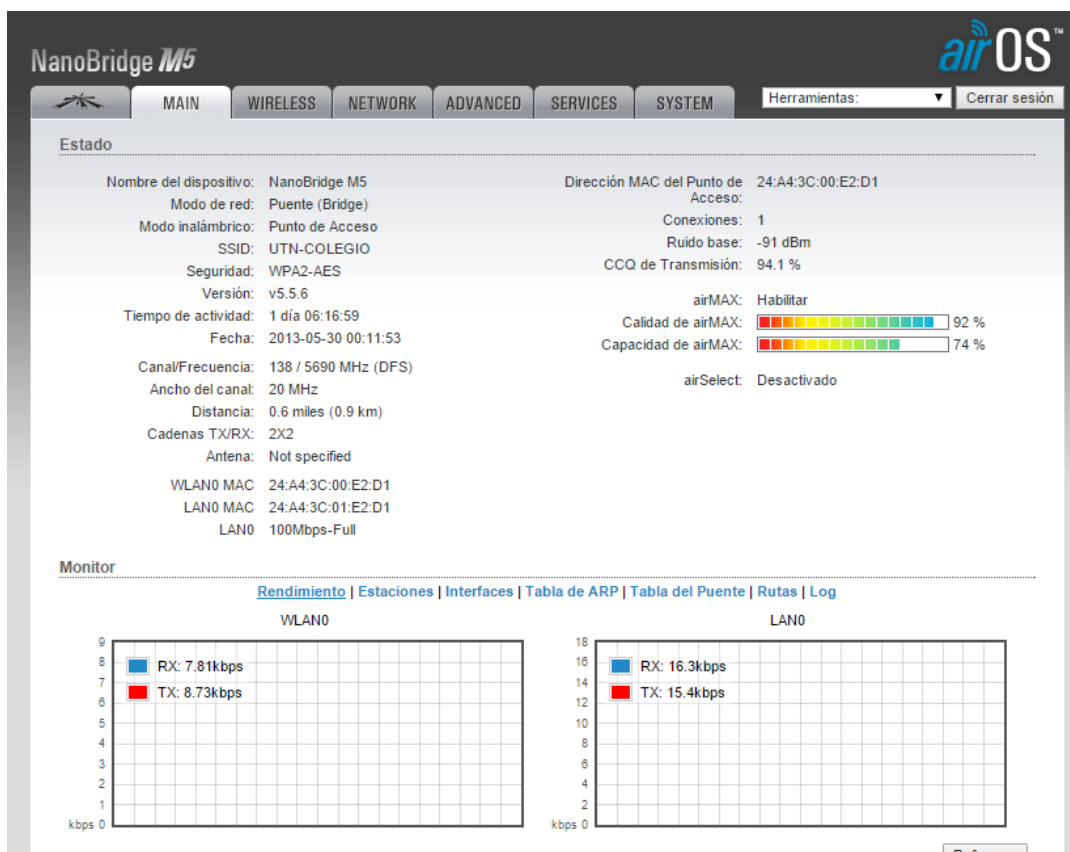 NanoBridge M5
airOS™
MAIN WIRELESS NETWORK ADVANCED SERVICES SYSTEM Herramientas: Cerrar sesión
Estado
Nombre del dispositivo: NanoBridge M5
Modo de red: Puente (Bridge)
Modo inalámbrico: Punto de Acceso
SSID: UTN-COLEGIO
Seguridad: WPA2-AES
Versión: v5.5.6
Tiempo de actividad: 1 día 06:16:59
Fecha: 2013-05-30 00:11:53
Canal/Frecuencia: 138 / 5690 MHz (DFS)
Ancho del canal: 20 MHz
Distancia: 0.6 miles (0.9 km)
Cadenas TX/RX: 2X2
Antena: Not specified
WLAN0 MAC 24:A4:3C:00:E2:D1
LAN0 MAC 24:A4:3C:01:E2:D1
LAN0 100Mbps-Full
Dirección MAC del Punto de 24:A4:3C:00:E2:D1
Acceso:
Conexiones: 1
Ruido base: -91 dBm
CCQ de Transmisión: 94.1 %
airMAX: Habilitar
Calidad de airMAX: 92 %
Capacidad de airMAX: 74 %
airSelect: Desactivado
Monitor
Rendimiento | Estaciones | Interfaces | Tabla de ARP | Tabla del Puente | Rutas | Log
WLAN0
9
8
7
6
5
4
3
2
1
kbps 0
RX: 7.81kbps
TX: 8.73kbps
LAN0
18
16
14
12
10
8
6
4
2
kbps 0
RX: 16.3kbps
TX: 15.4kbps